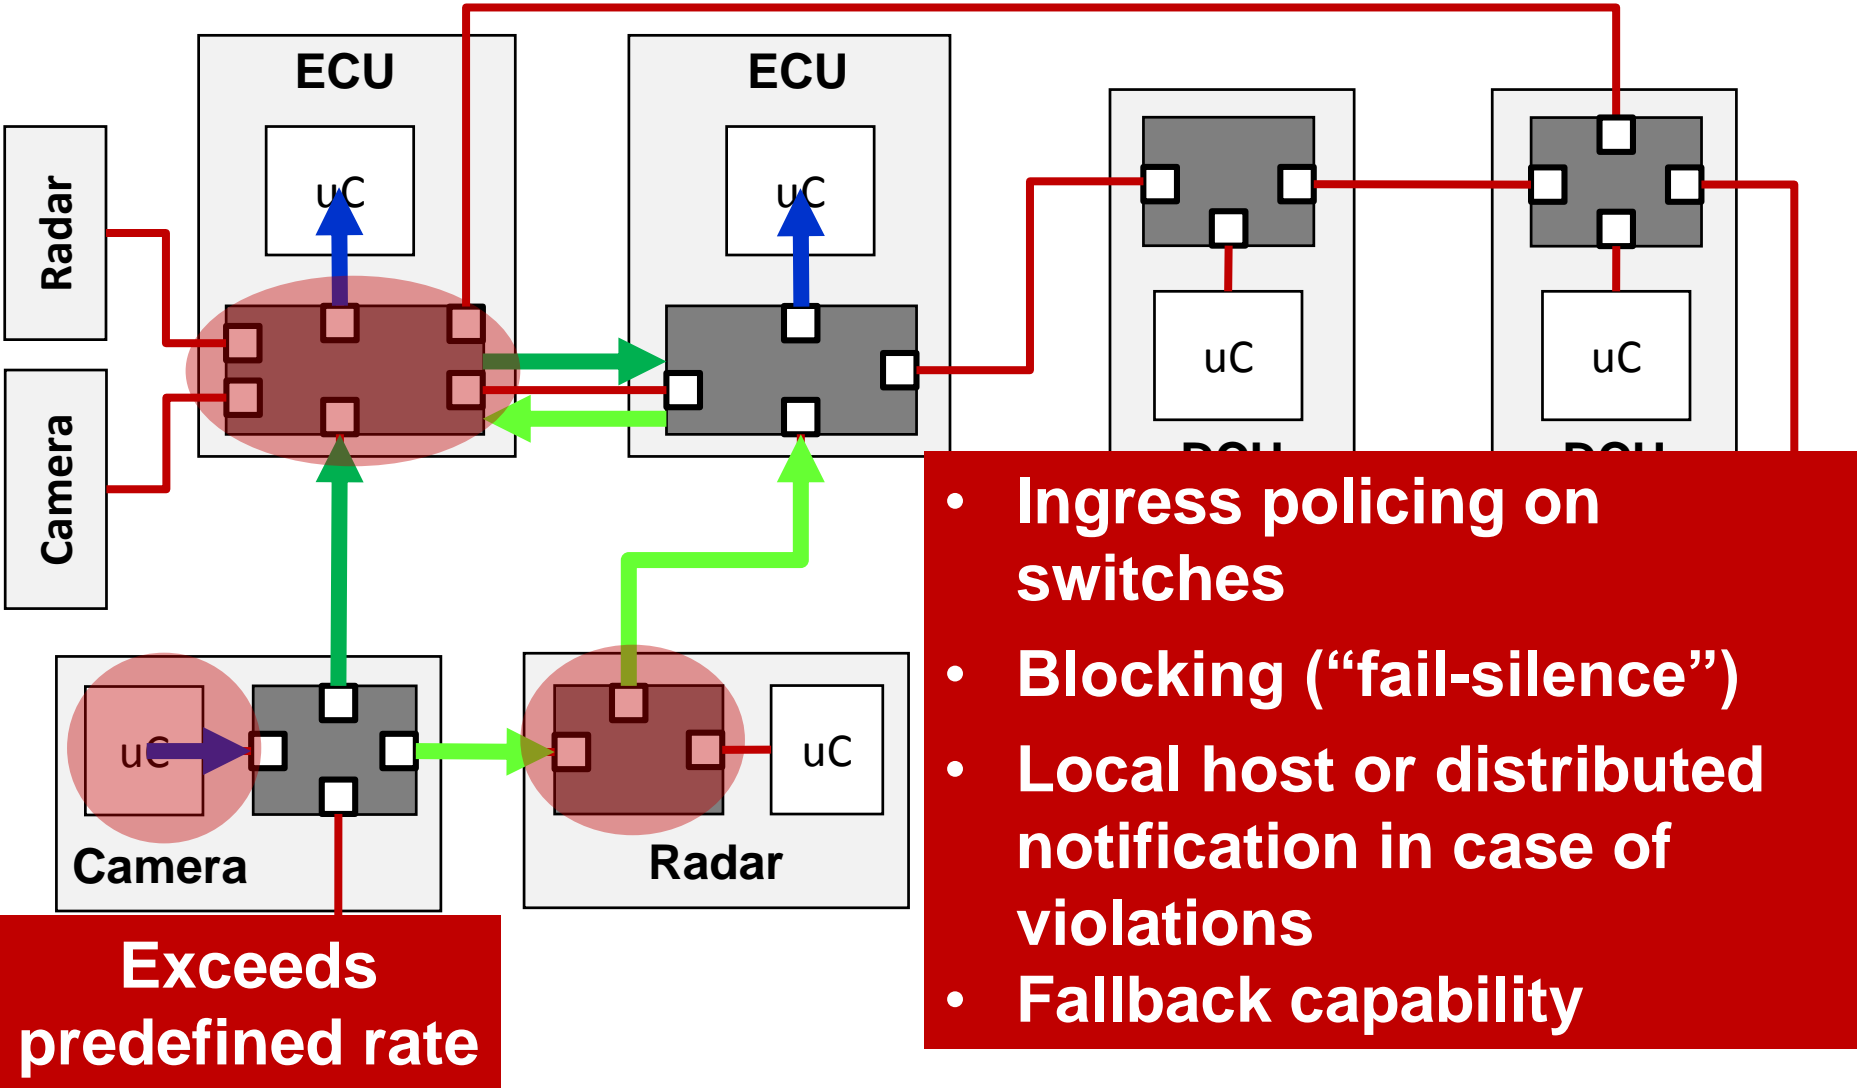 ECU
ECU
uC
uC
Radar
Camera
uC
uC
• Ingress policing on
switches
• Blocking (“fail-silence”)
• Local host or distributed
notification in case of
violations
• Fallback capability
uC
uC
Camera
Radar
Exceeds
predefined rate